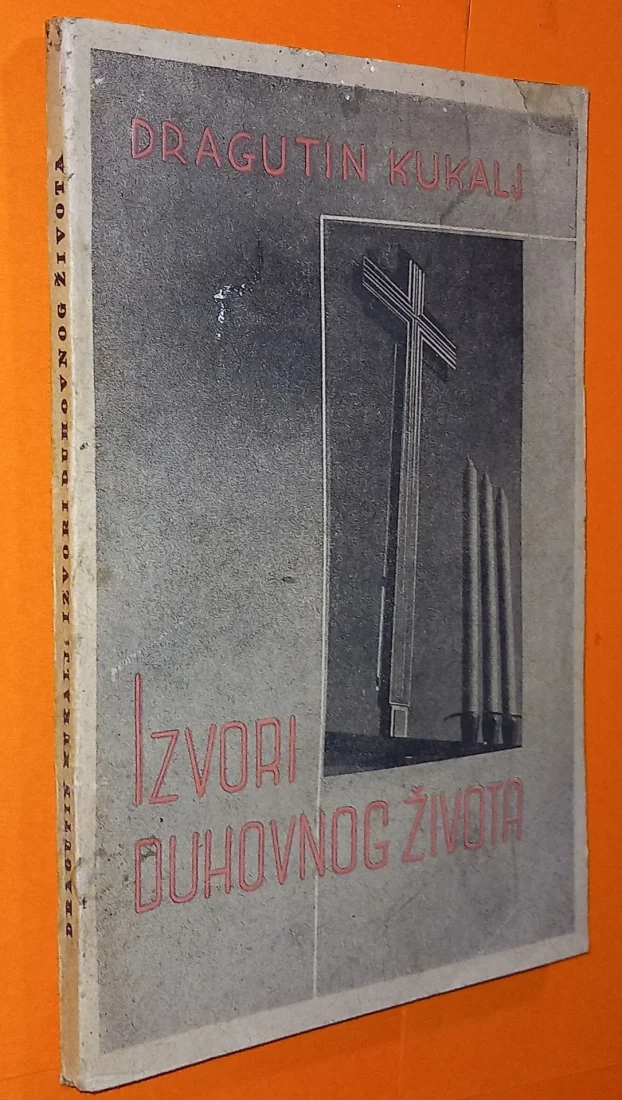 DRAGUTIN KUKALJ
IZVORI
DUHOVNOG ŽIVOTA
DRAGUTIN KUKALJ: IZVORI DUHOVNOG ŽIVOTA